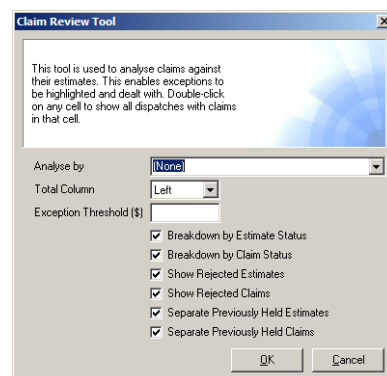 Claim Review Tool
This tool is used to analyse claims against
their estimates. This enables exceptions to
be highlighted and dealt with. Double-click
on any cell to show all dispatches with claims
in that cell.
Analyse by (None)
Total Column Left
Exception Threshold ($)
Breakdown by Estimate Status
Breakdown by Claim Status
Show Rejected Estimates
Show Rejected Claims
Separate Previously Held Estimates
Separate Previously Held Claims
OK Cancel